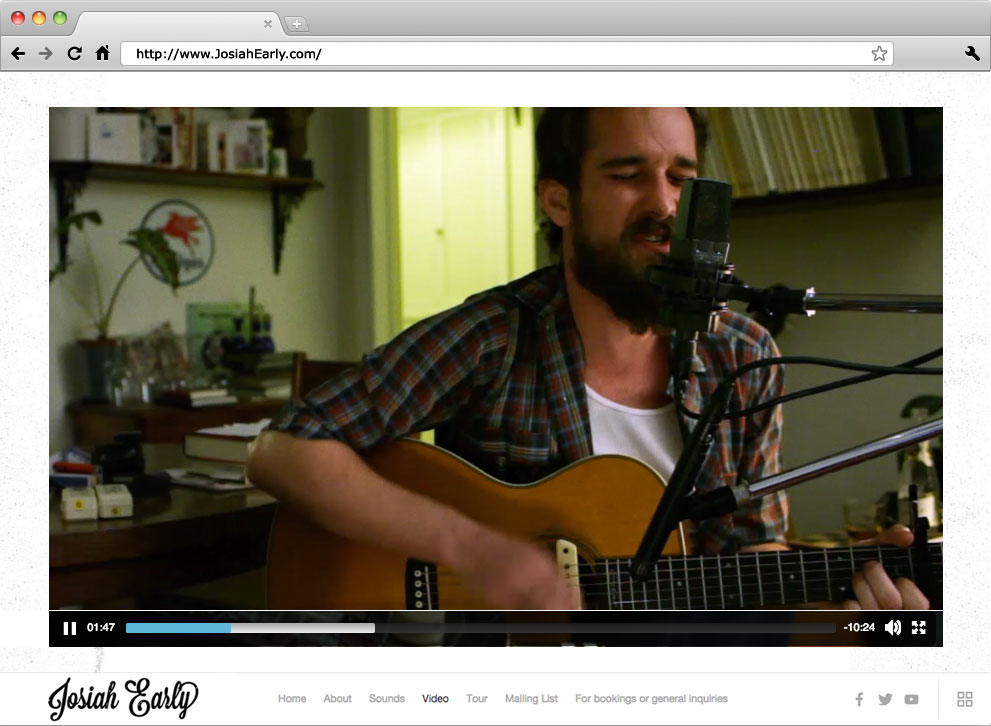 http://www.JosiahEarly.com/
01:47
-10:24
Josiah Early
Home About Sounds Video Tour Mailing List For bookings or general inquiries